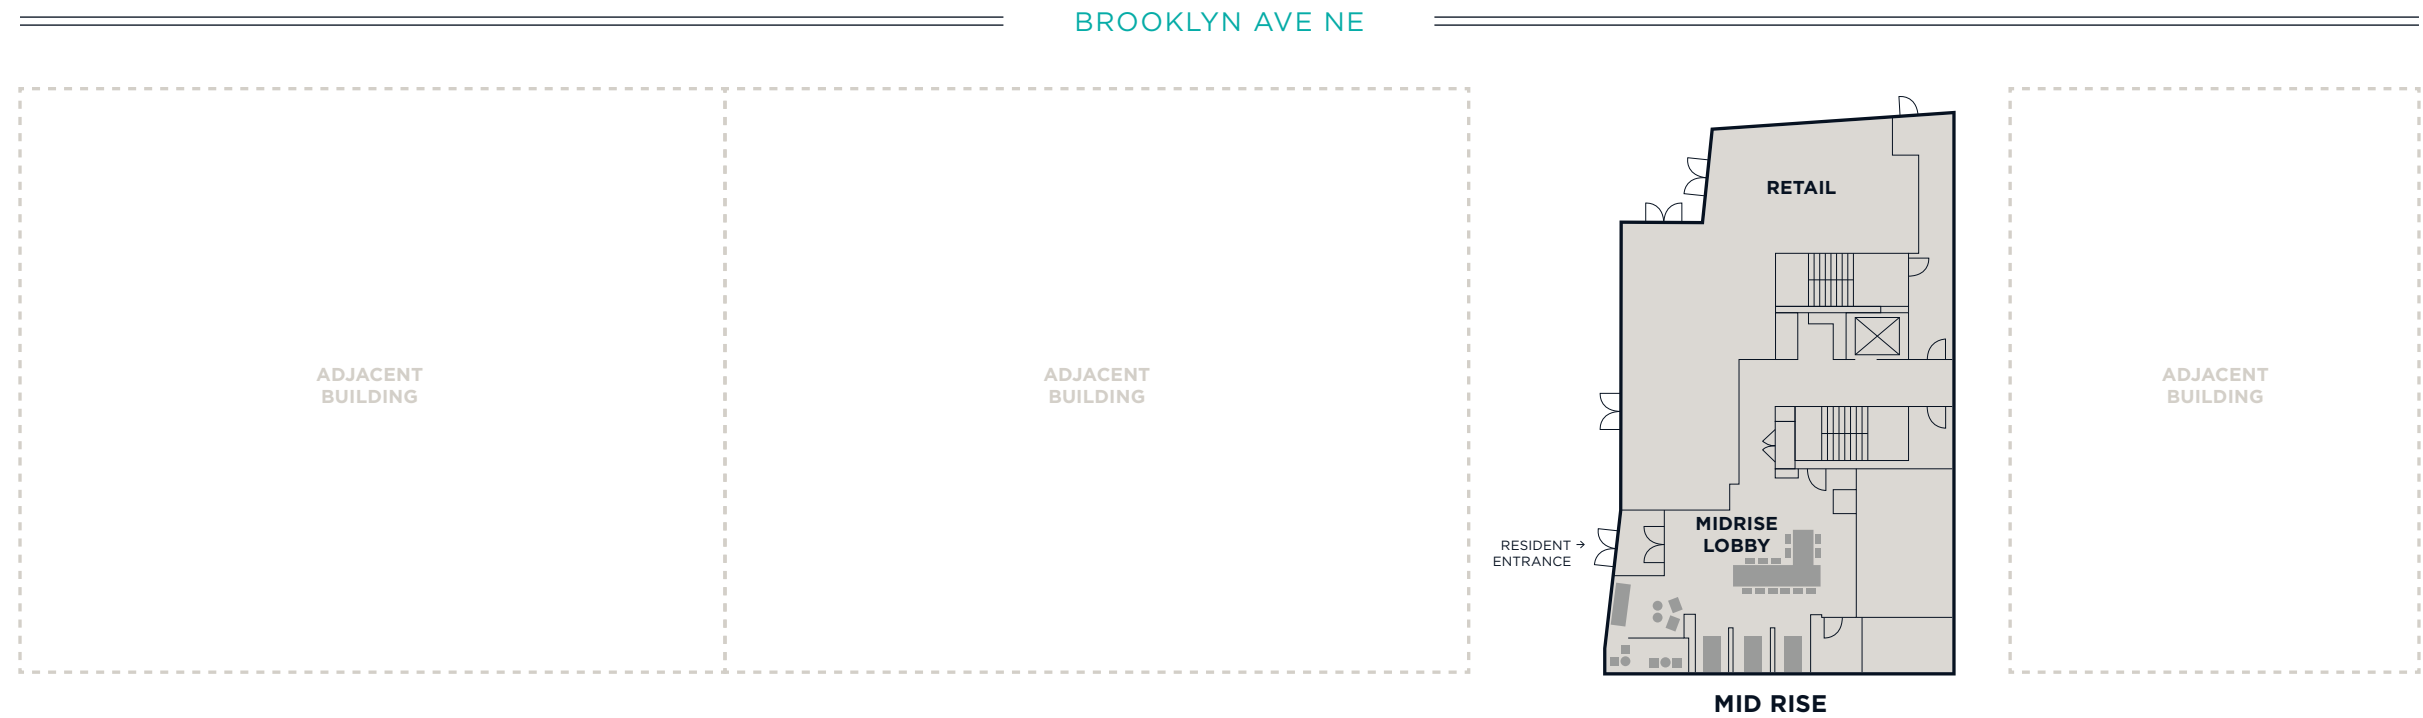 BROOKLYN AVE NE
RETAIL
ADJACENT
BUILDING
ADJACENT
BUILDING
ADJACENT
BUILDING
MIDRISE
LOBBY
RESIDENT →
ENTRANCE
MID RISE